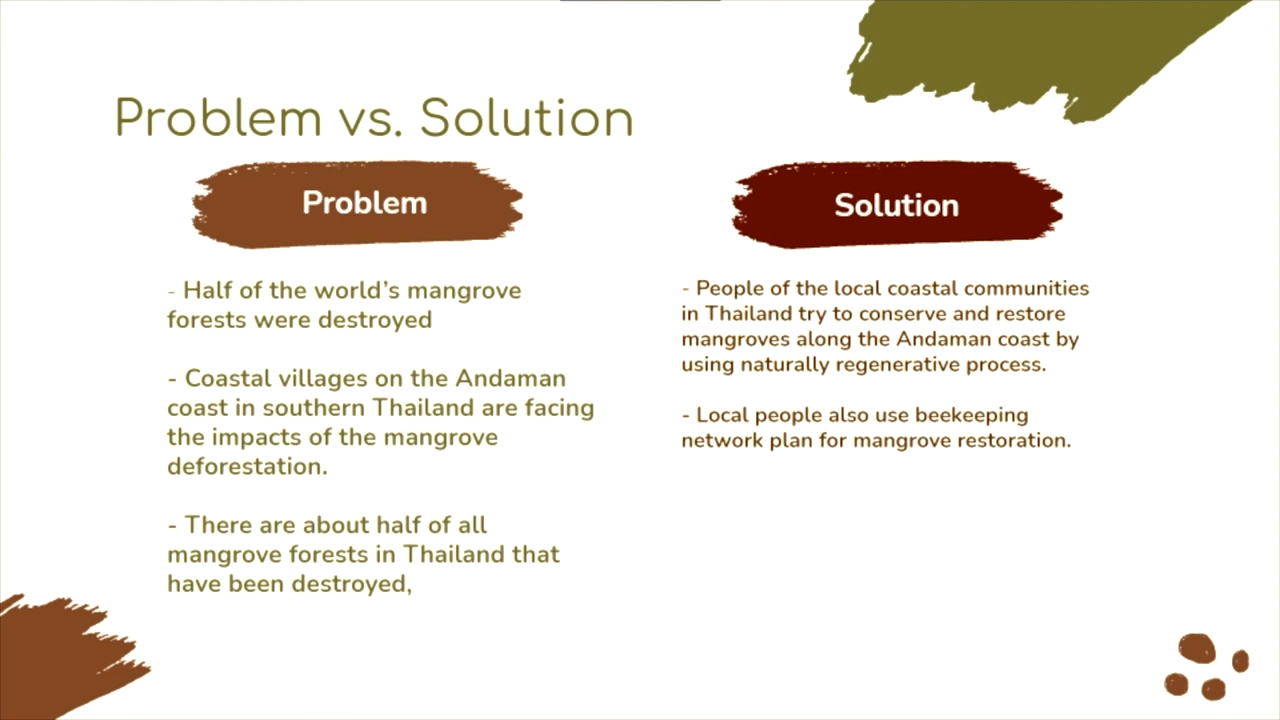 Problem vs. Solution
Problem
- Half of the world's mangrove
forests were destroyed
- Coastal villages on the Andaman
coast in southern Thailand are facing
the impacts of the mangrove
deforestation.
- There are about half of all
mangrove forests in Thailand that
have been destroyed,
Solution
- People of the local coastal communities
in Thailand try to conserve and restore
mangroves along the Andaman coast by
using naturally regenerative process.
- Local people also use beekeeping
network plan for mangrove restoration.